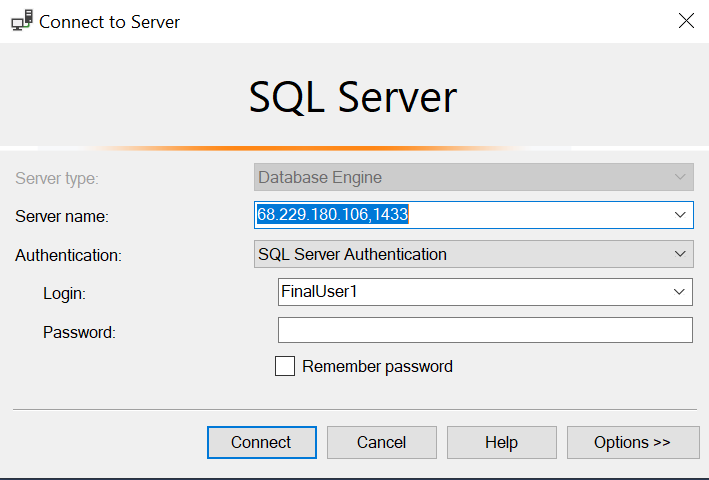 Connect to Server
SQL Server
Server type: Database Engine
Server name: 68.229.180.106,1433
Authentication: SQL Server Authentication
Login: FinalUser1
Password:
Remember password
Connect Cancel Help Options >>